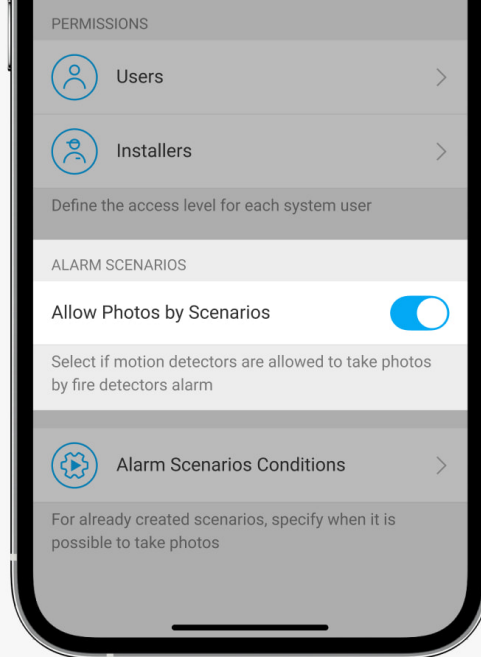 PERMISSIONS
Users
Installers
Define the access level for each system user
ALARM SCENARIOS
Allow Photos by Scenarios
Select if motion detectors are allowed to take photos
by fire detectors alarm
Alarm Scenarios Conditions
For already created scenarios, specify when it is
possible to take photos